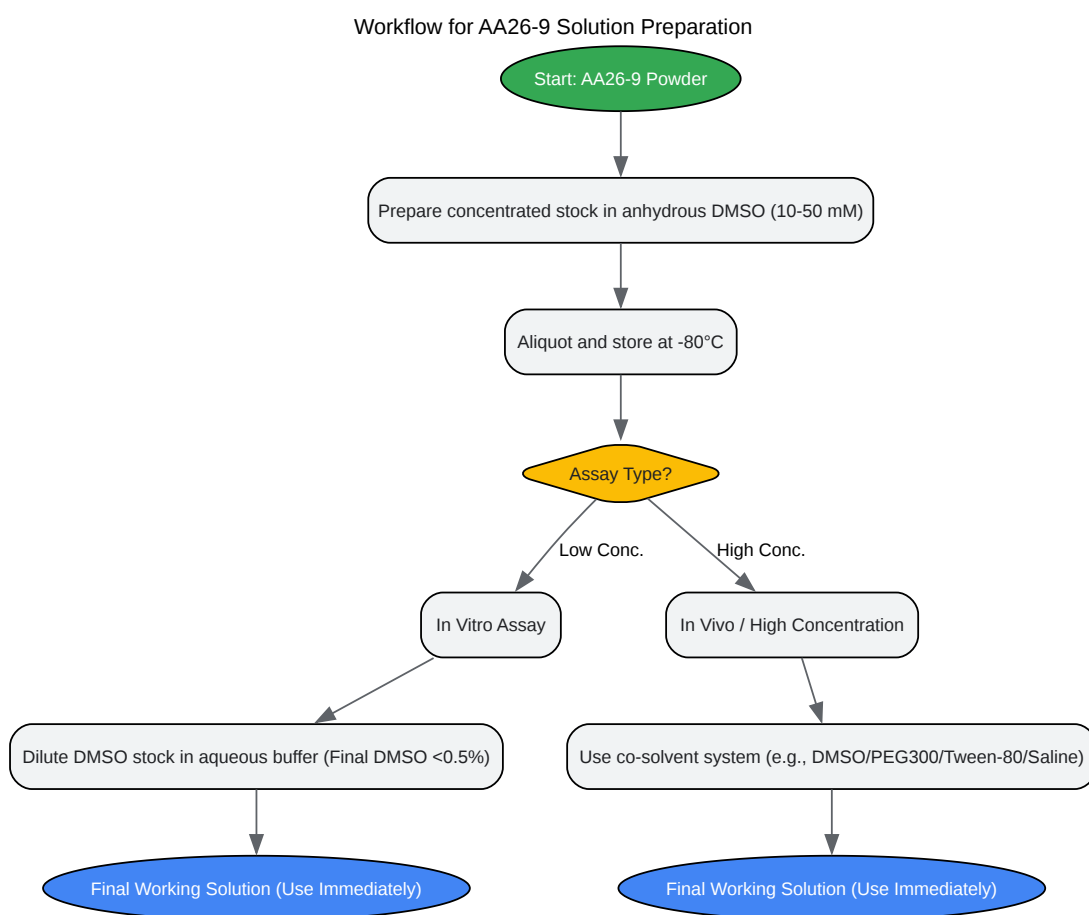 Workflow for AA26-9 Solution Preparation
Start: AA26-9 Powder
Prepare concentrated stock in anhydrous DMSO (10-50 mM)
Aliquot and store at -80°C
Assay Type?
Low Conc.
High Conc.
In Vitro Assay
In Vivo / High Concentration
Dilute DMSO stock in aqueous buffer (Final DMSO <0.5%)
Use co-solvent system (e.g., DMSO/PEG300/Tween-80/Saline)
Final Working Solution (Use Immediately)
Final Working Solution (Use Immediately)